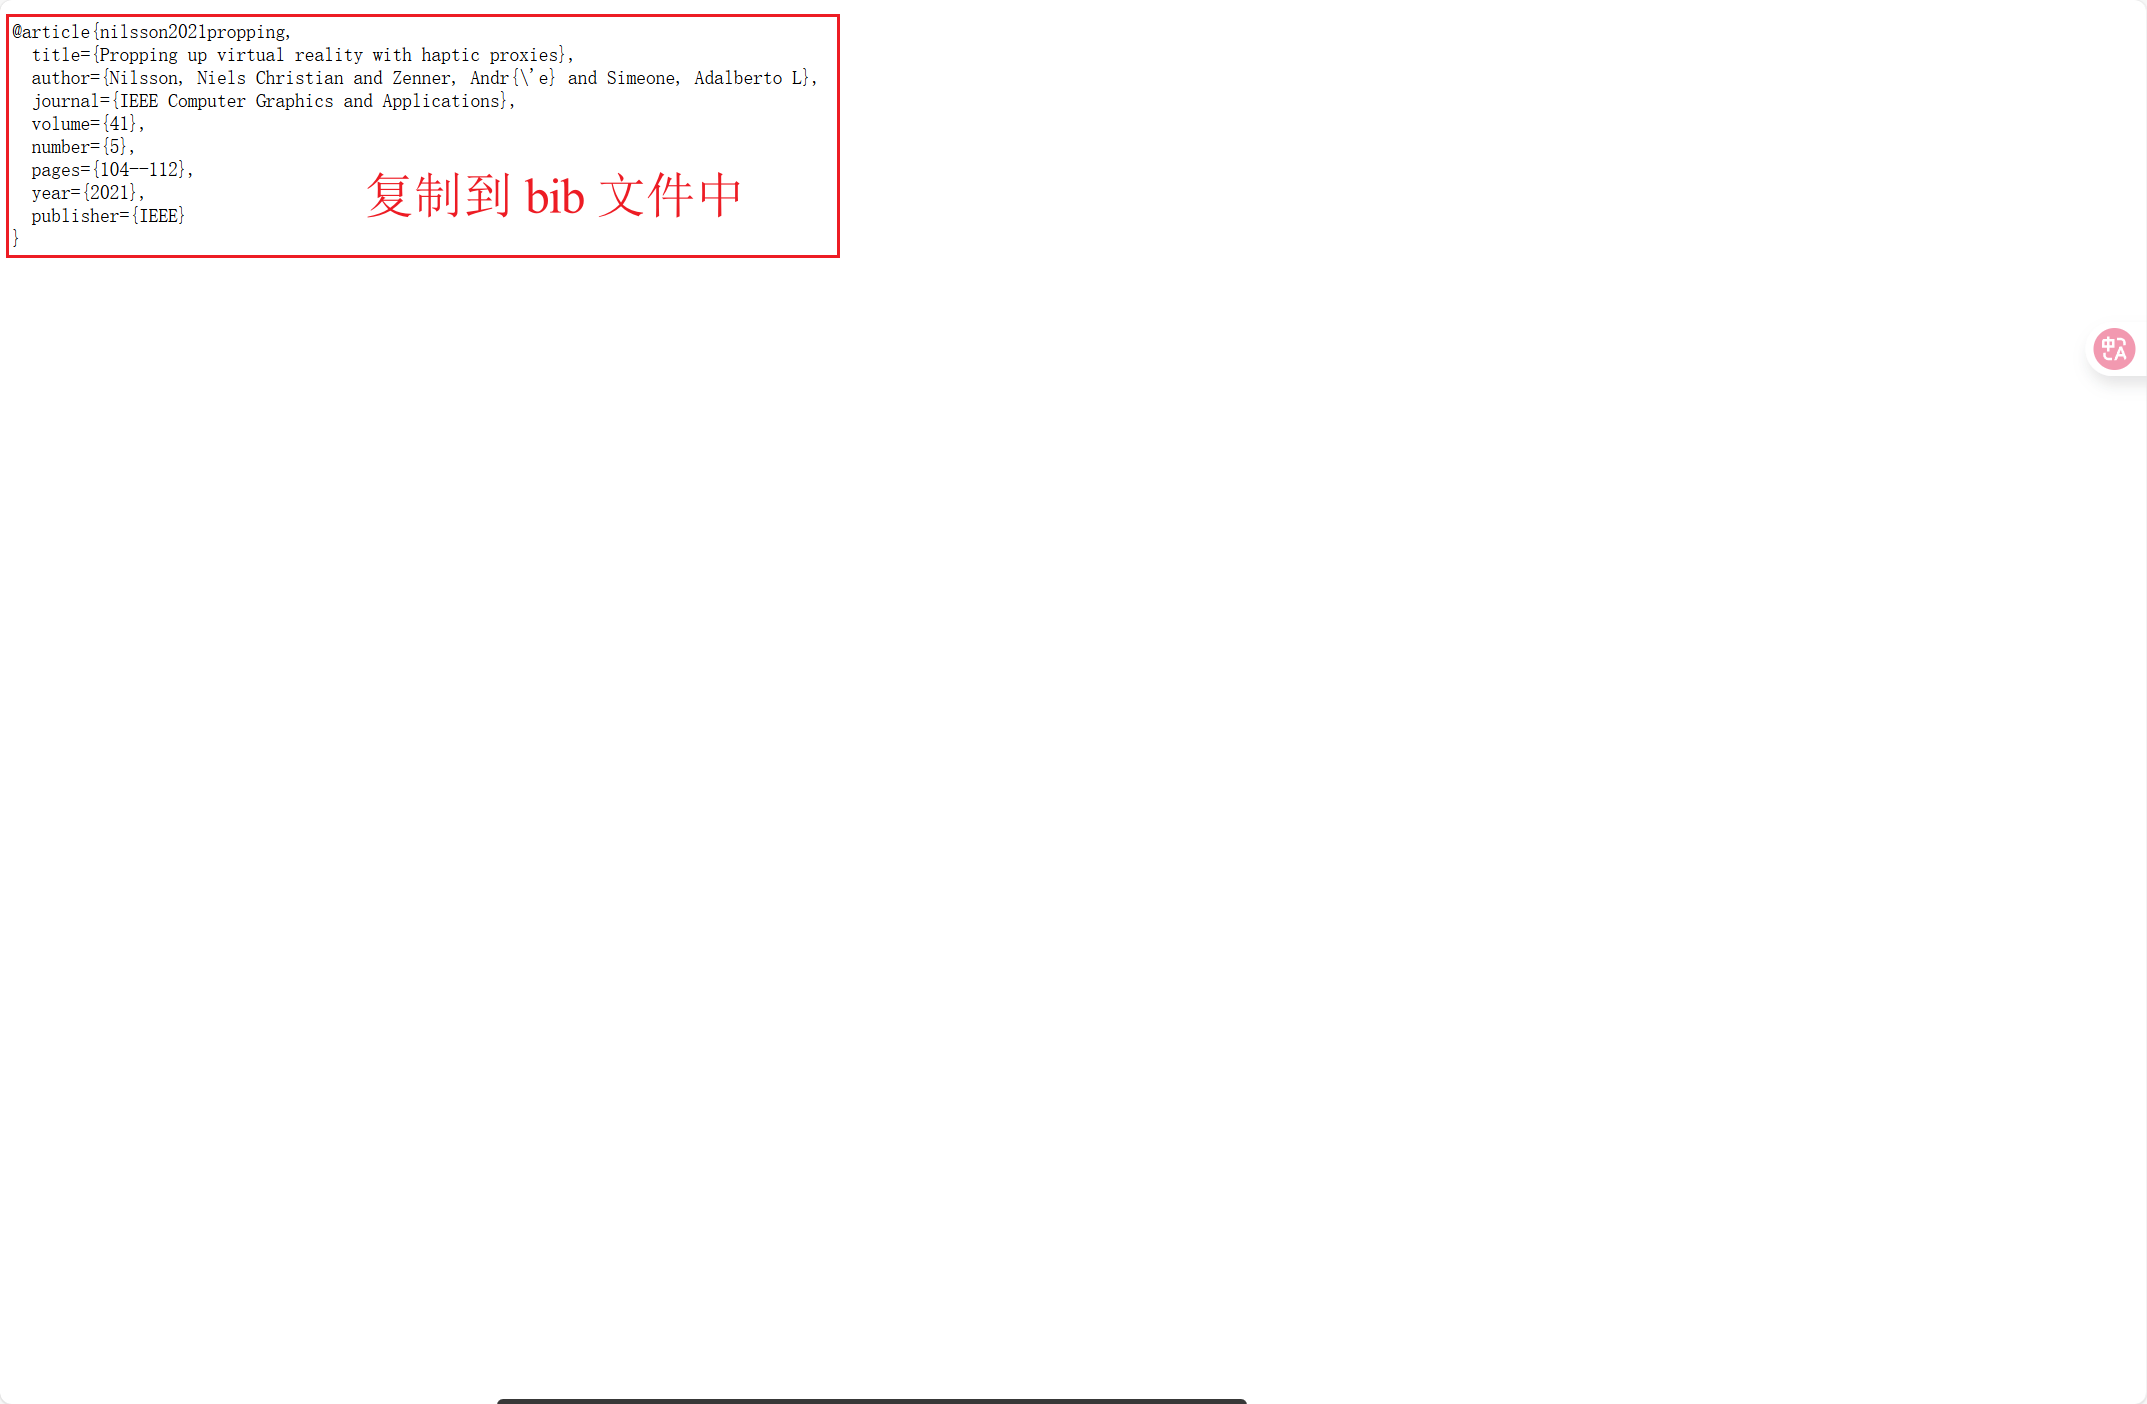 @article{nilsson2021propping,
  title={Propping up virtual reality with haptic proxies},
  author={Nilsson, Niels Christian and Zenner, Andr{\'e} and Simeone, Adalberto L},
  journal={IEEE Computer Graphics and Applications},
  volume={41},
  number={5},
  pages={104--112},
  year={2021},
  publisher={IEEE}
}
复制到 bib 文件中
中A